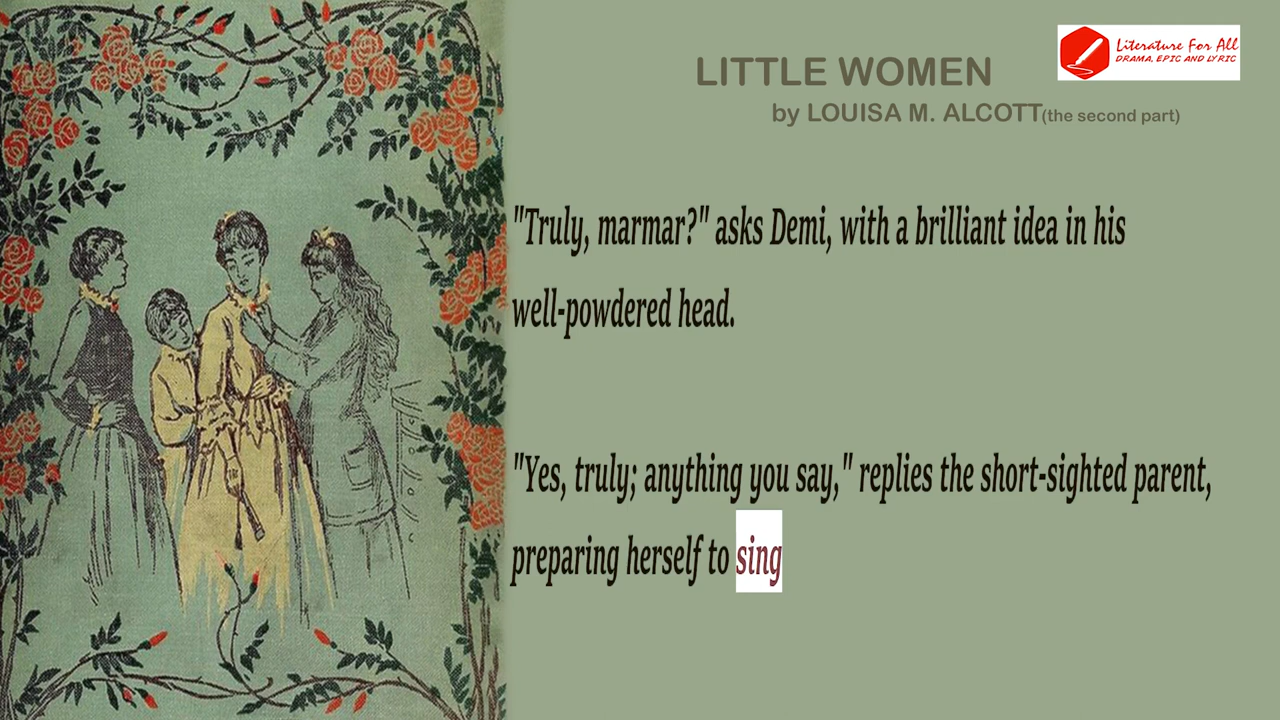 LITTLE WOMEN
Literature For All
DRAMA, EPIC AND LYRIC
by LOUISA M. ALCOTT(the second part)
"Truly, marmar?" asks Demi, with a brilliant idea in his
well-powdered head.
"Yes, truly; anything you say," replies the short-sighted parent,
preparing herself to sing